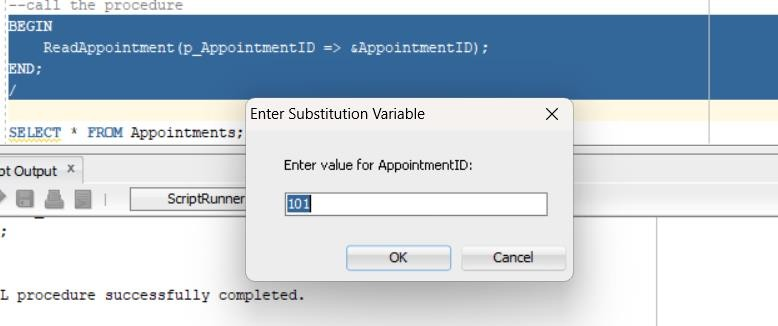 --call the procedure
BEGIN
ReadAppointment(p_AppointmentID => &AppointmentID);
END;
/
SELECT * FROM Appointments;
Enter Substitution Variable
Enter value for AppointmentID:
101
OK
Cancel
ot Output x
ScriptRunner
;
L procedure successfully completed.